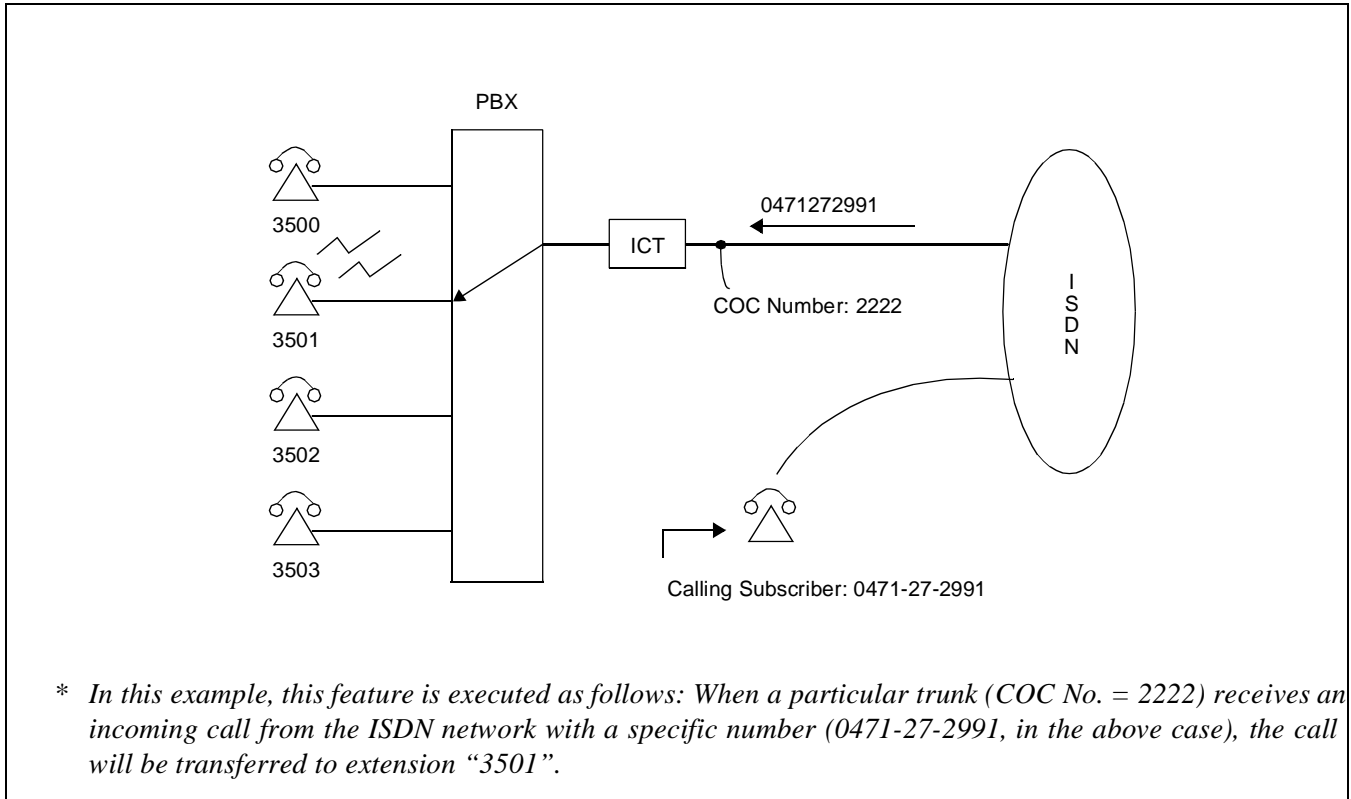 PBX
3500
0471272991
ICT
3501
COC Number: 2222
I
S
D
N
3502
3503
Calling Subscriber: 0471-27-2991
* In this example, this feature is executed as follows: When a particular trunk (COC No. = 2222) receives an
incoming call from the ISDN network with a specific number (0471-27-2991, in the above case), the call
will be transferred to extension “3501”.